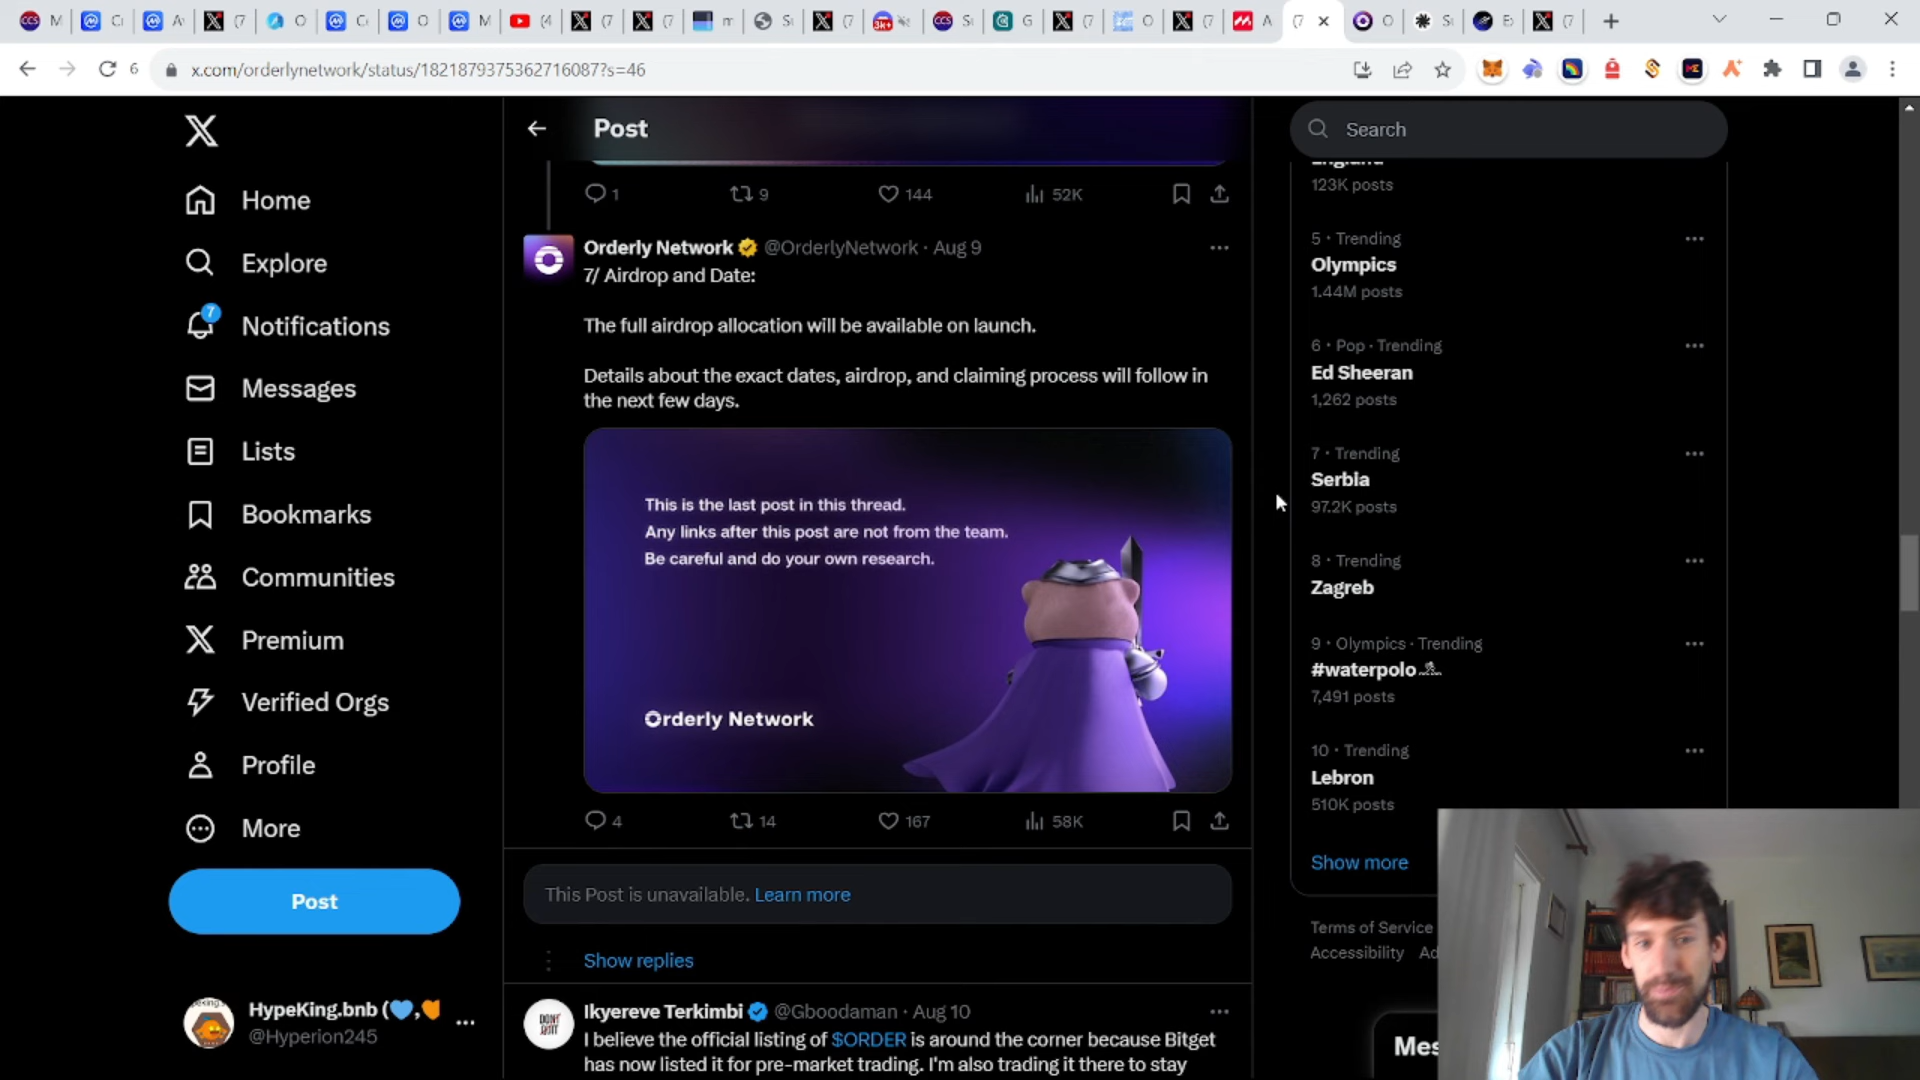 x.com/orderlynetwork/status/1821879375362716087?s=46
6
Home
Explore
7
Notifications
Messages
Lists
Bookmarks
Communities
Premium
Verified Orgs
Profile
More
Post
HypeKing.bnb
@Hyperion245
Post
1
9
144
52K
Orderly Network @OrderlyNetwork · Aug 9
7/ Airdrop and Date:
The full airdrop allocation will be available on launch.
Details about the exact dates, airdrop, and claiming process will follow in
the next few days.
This is the last post in this thread.
Any links after this post are not from the team.
Be careful and do your own research.
Orderly Network
4
14
167
58K
This Post is unavailable. Learn more
Show replies
Ikyereve Terkimbi @Gboodaman · Aug 10
I believe the official listing of $ORDER is around the corner because Bitget
has now listed it for pre-market trading. I'm also trading it there to stay
Search
England
123K posts
5 · Trending
Olympics
1.44M posts
6 · Pop · Trending
Ed Sheeran
1,262 posts
7 · Trending
Serbia
97.2K posts
8 · Trending
Zagreb
9 · Olympics · Trending
#waterpolo
7,491 posts
10 · Trending
Lebron
510K posts
Show more
Terms of Service
Accessibility
Mes